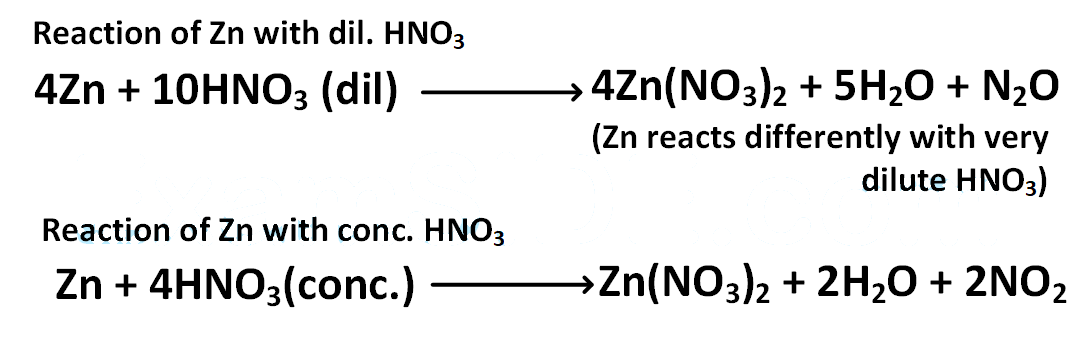 Reaction of Zn with dil. HNO₃
4Zn + 10HNO₃ (dil) ⟶ 4Zn(NO₃)₂ + 5H₂O + N₂O
(Zn reacts differently with very
dilute HNO₃)
Reaction of Zn with conc. HNO₃
Zn + 4HNO₃(conc.) ⟶ Zn(NO₃)₂ + 2H₂O + 2NO₂